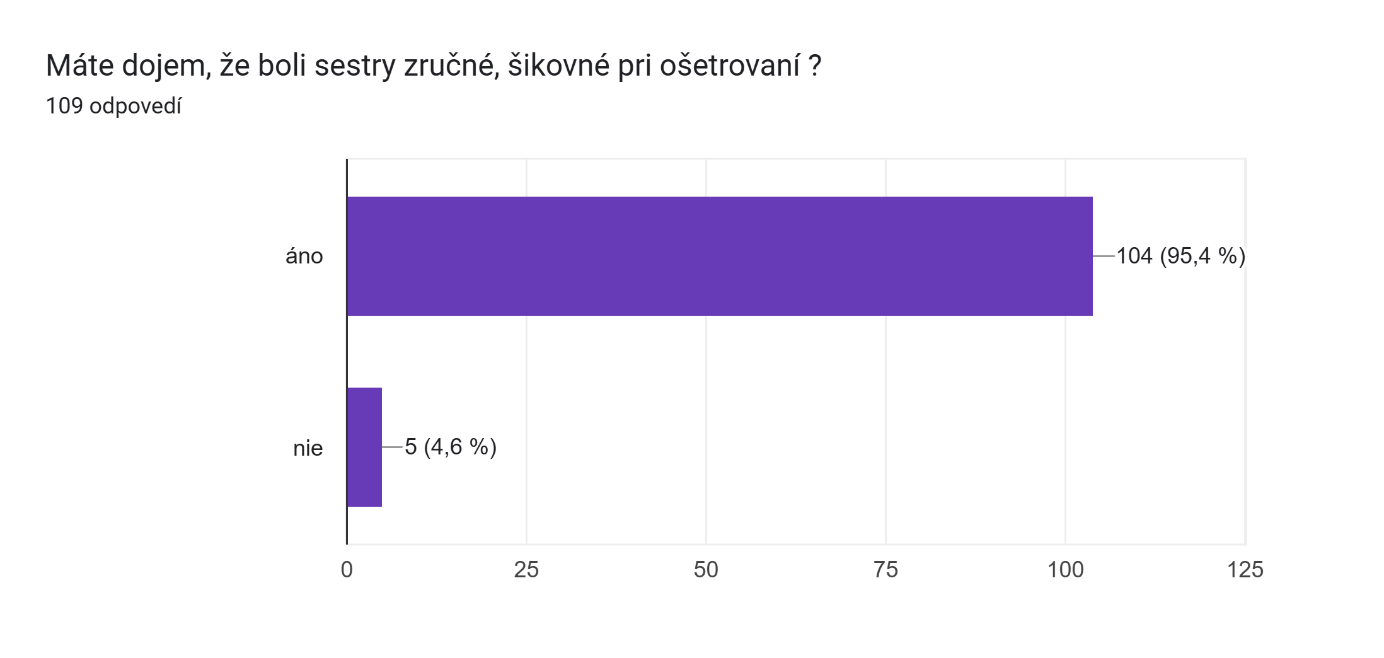 Máte dojem, že boli sestry zručné, šikovné pri ošetrovaní ?
109 odpovedí
áno
104 (95,4 %)
nie
5 (4,6 %)
0 25 50 75 100 125